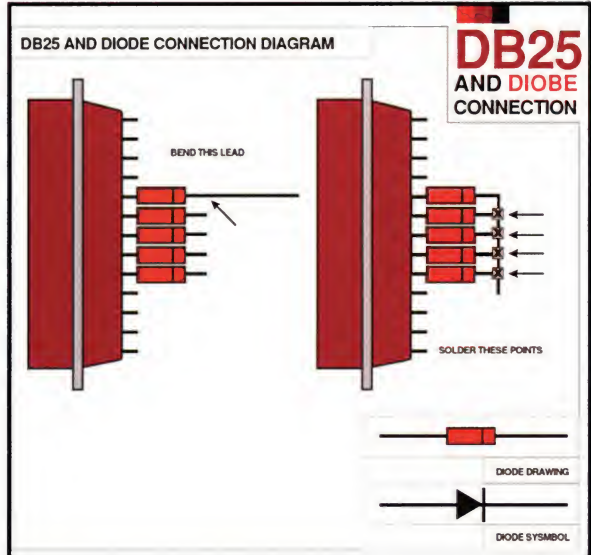 DB25 AND DIODE CONNECTION DIAGRAM
DB25
AND DIOBE
CONNECTION
BEND THIS LEAD
SOLDER THESE POINTS
DIODE DRAWING
DIODE SYSMBOL